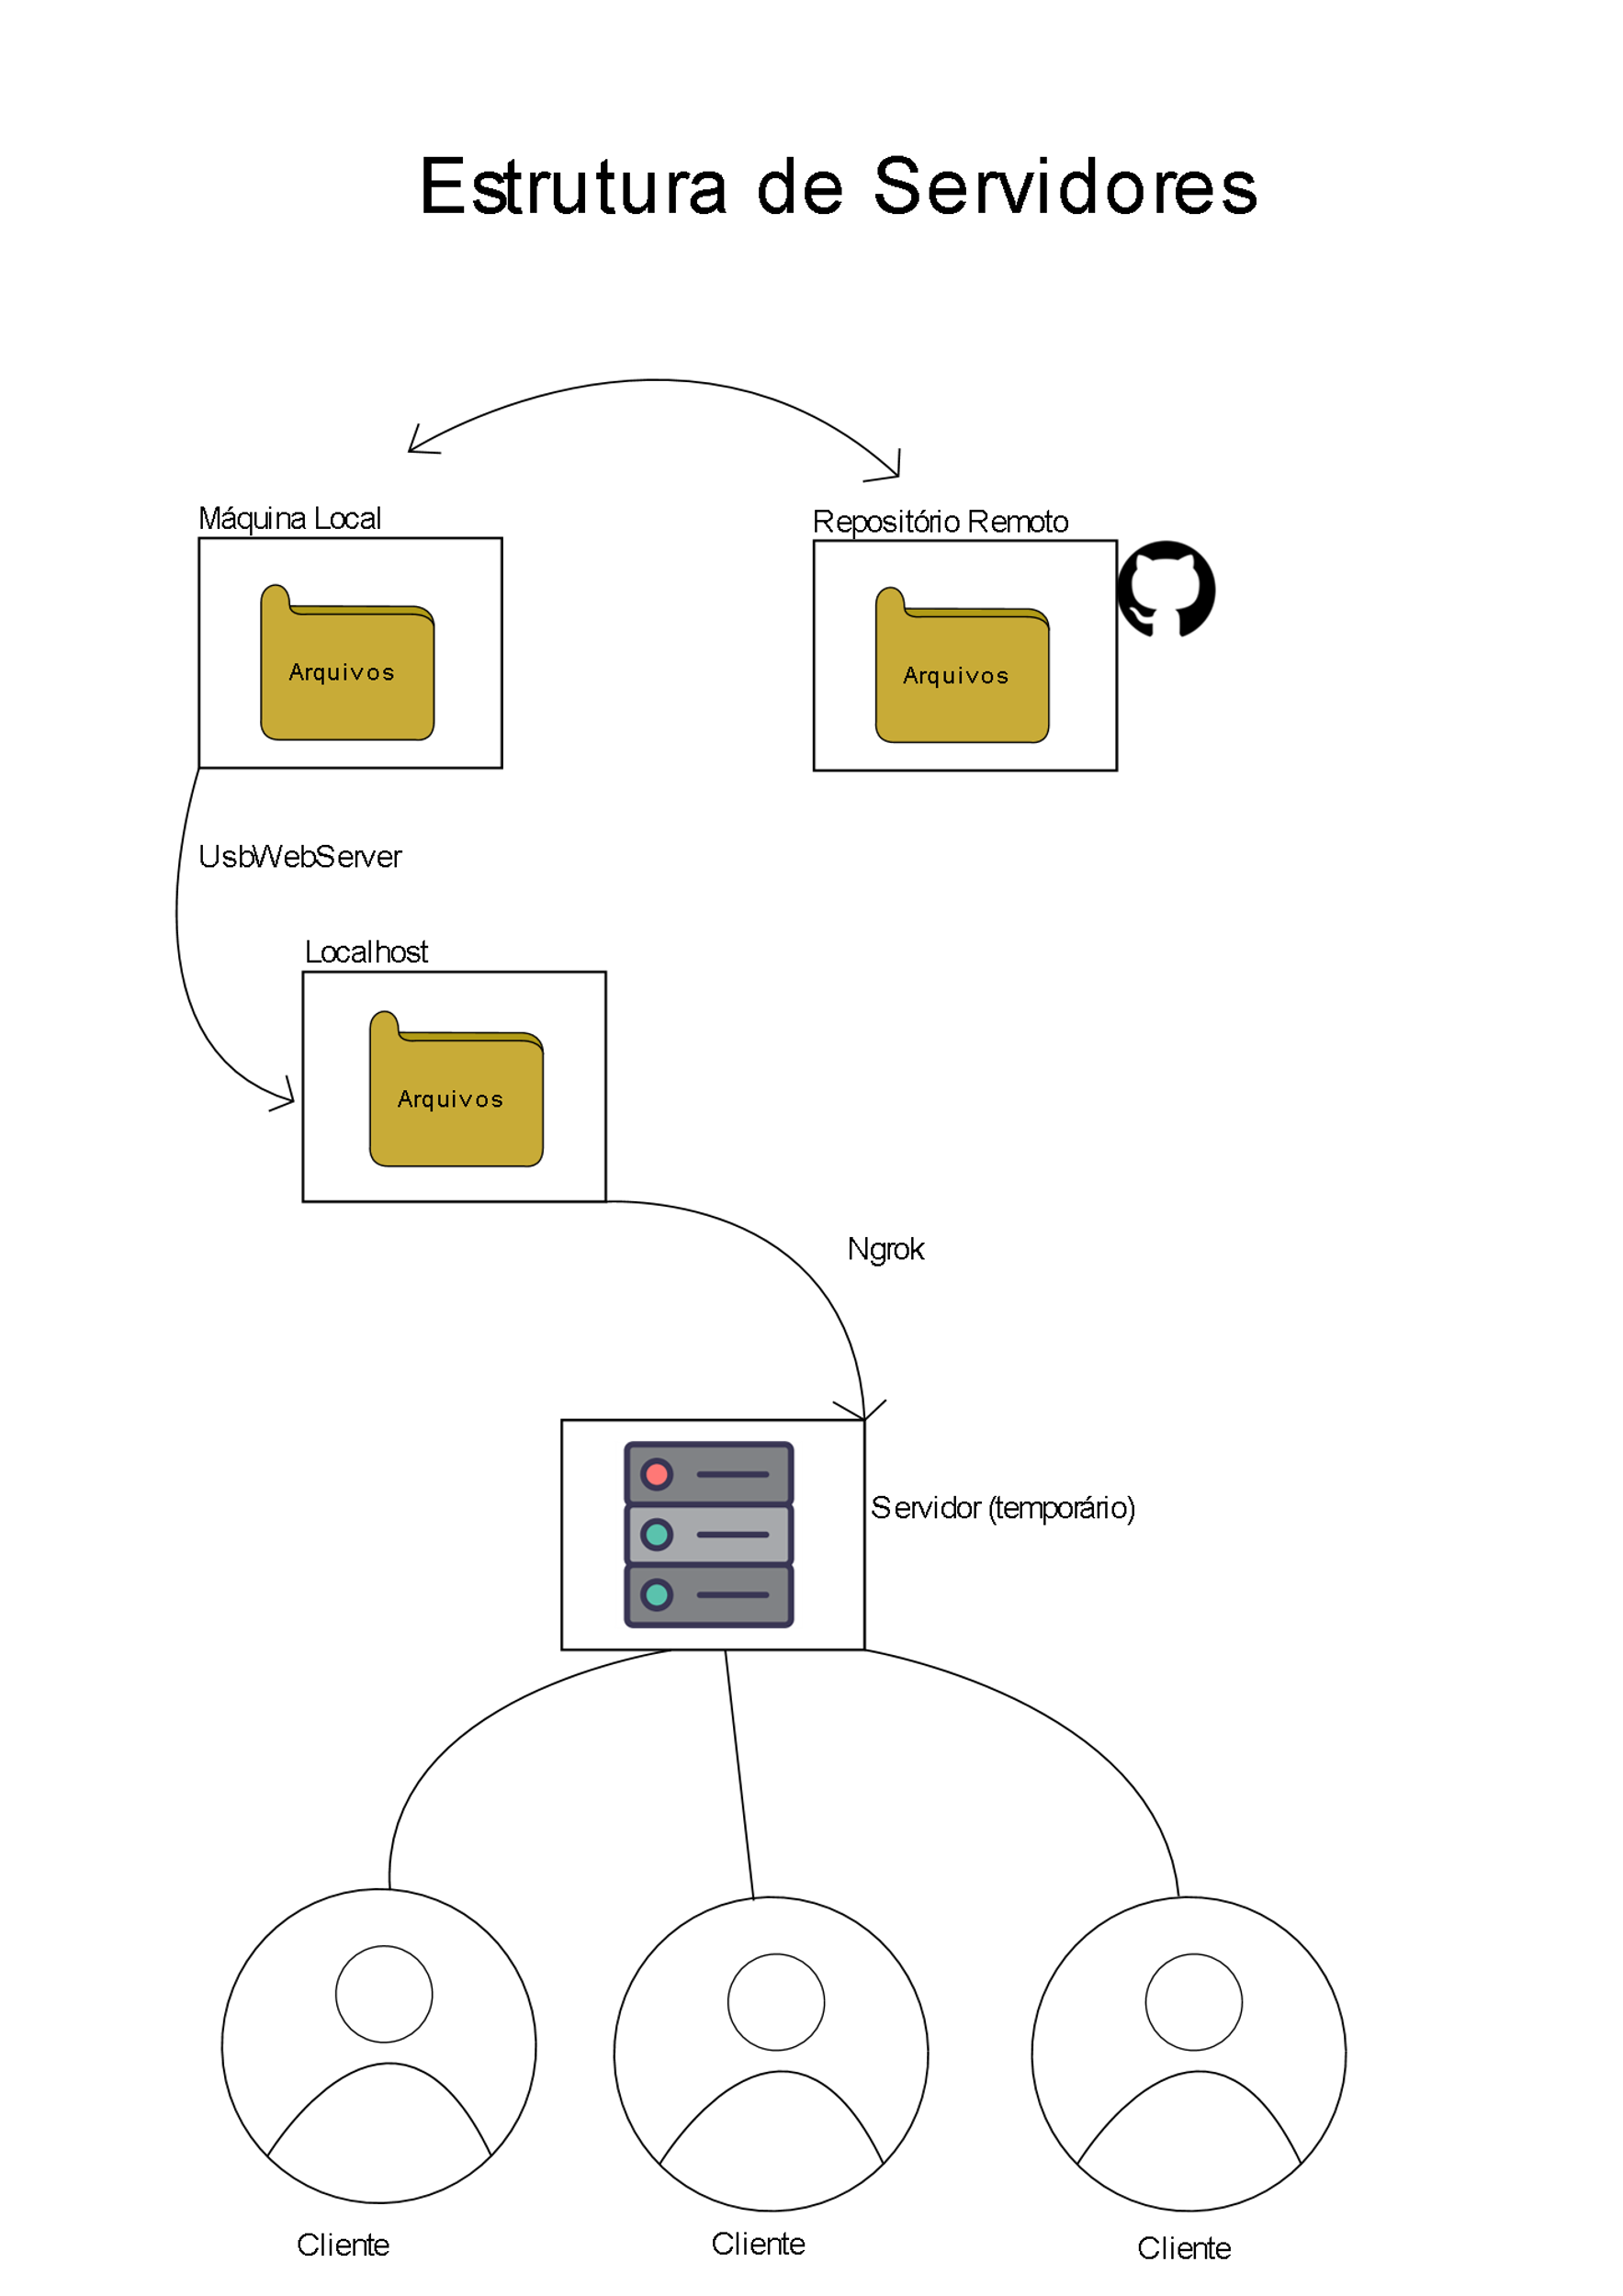 Estrutura de Servidores
Máquina Local
Repositório Remoto
Arquivos
Arquivos
UsbWebServer
Localhost
Arquivos
Ngrok
Servidor (temporário)
Cliente
Cliente
Cliente